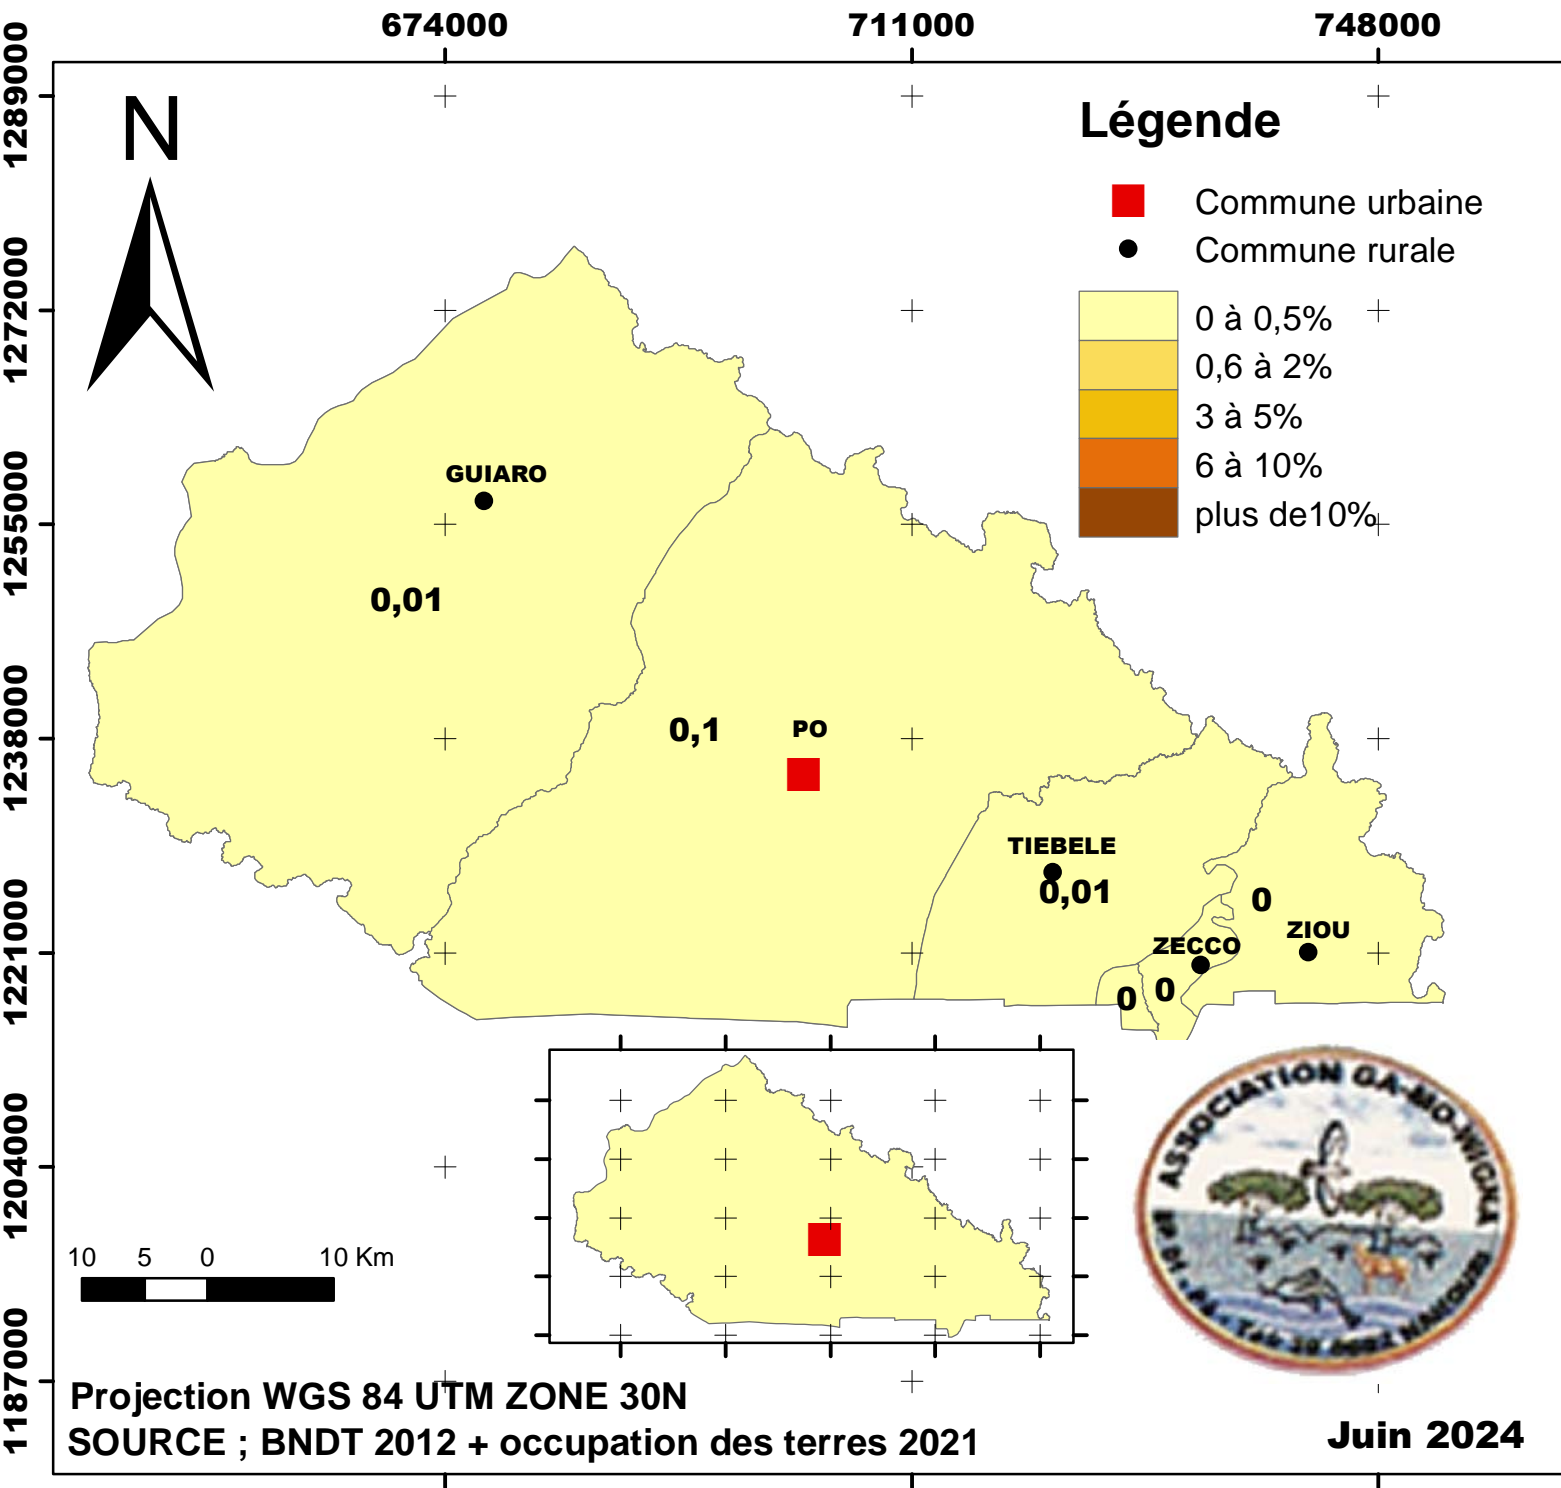 674000
711000
748000
1289000
1272000
1255000
1238000
1221000
1204000
1187000
N
Légende
Commune urbaine
Commune rurale
0 à 0,5%
0,6 à 2%
3 à 5%
6 à 10%
plus de10%
GUIARO
0,01
0,1
PO
TIEBELE
0,01
0
ZIOU
ZECCO
0
0
10 5 0 10 Km
ASSOCIATION GA-MO-WIGNA
Projection WGS 84 UTM ZONE 30N
SOURCE ; BNDT 2012 + occupation des terres 2021
Juin 2024